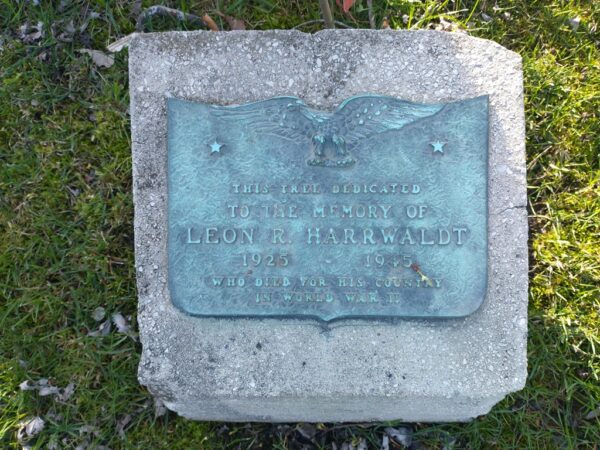 THIS TREE DEDICATED
TO THE MEMORY OF
LEON R. HARRWALDT
1925 - 1945
WHO DIED FOR HIS COUNTRY
IN WORLD WAR II